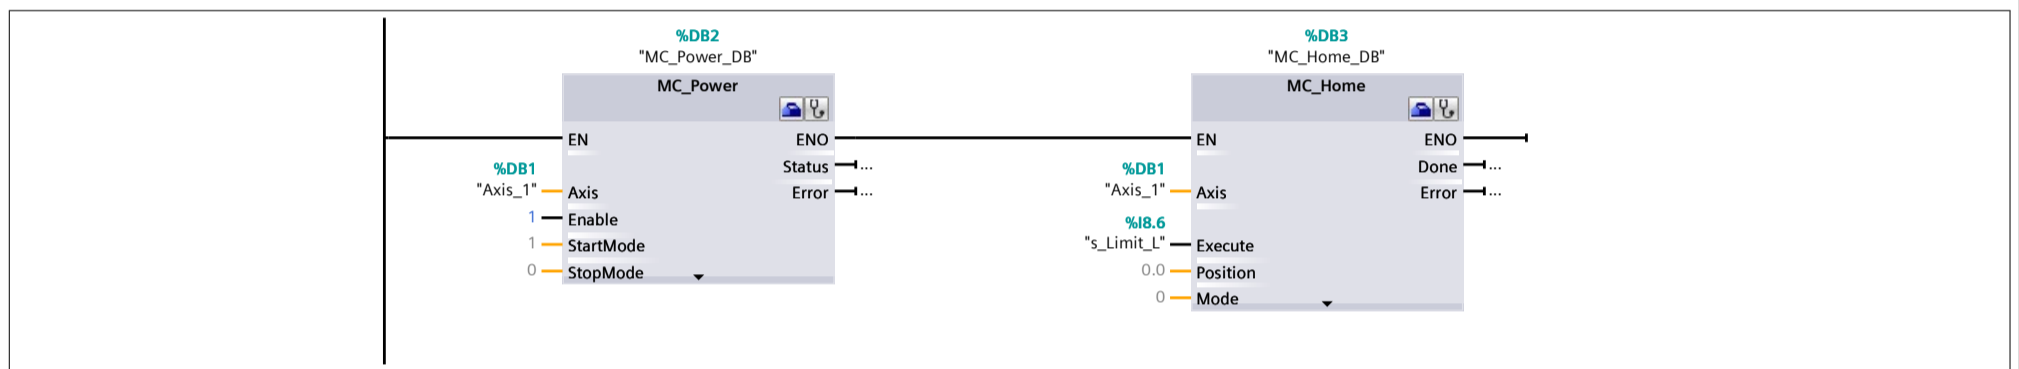 %DB2
"MC_Power_DB"
MC_Power
EN
ENO
Status
...
%DB1
"Axis_1"
Axis
Error
...
1
Enable
1
StartMode
0
StopMode
%DB3
"MC_Home_DB"
MC_Home
EN
ENO
Done
...
%DB1
"Axis_1"
Axis
Error
...
%I8.6
"s_Limit_L"
Execute
0.0
Position
0
Mode